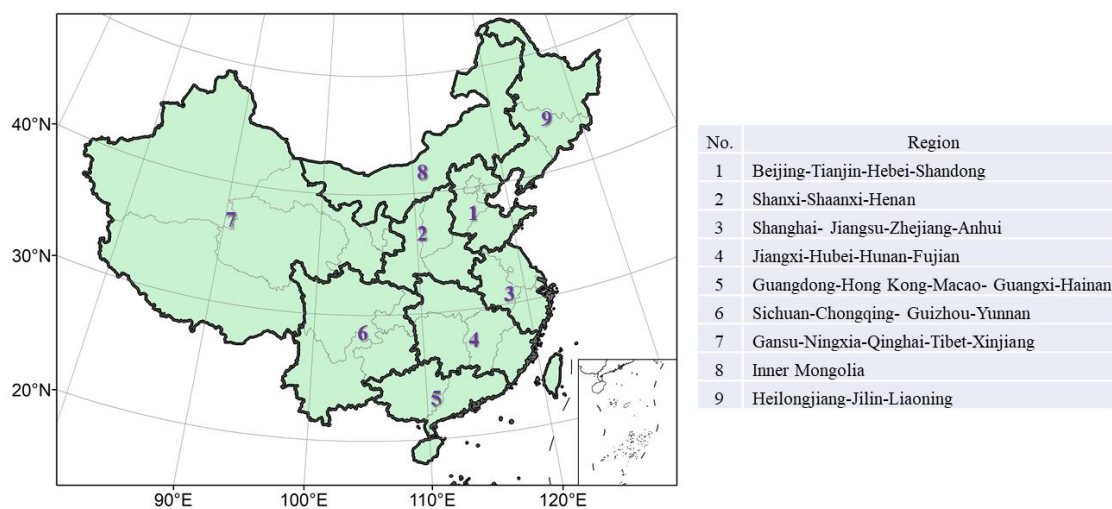 40°N
30°N
20°N
90°E
100°E
110°E
120°E
9
8
7
1
2
3
6
4
5
No. Region
1 Beijing-Tianjin-Hebei-Shandong
2 Shanxi-Shaanxi-Henan
3 Shanghai- Jiangsu-Zhejiang-Anhui
4 Jiangxi-Hubei-Hunan-Fujian
5 Guangdong-Hong Kong-Macao- Guangxi-Hainan
6 Sichuan-Chongqing- Guizhou-Yunnan
7 Gansu-Ningxia-Qinghai-Tibet-Xinjiang
8 Inner Mongolia
9 Heilongjiang-Jilin-Liaoning